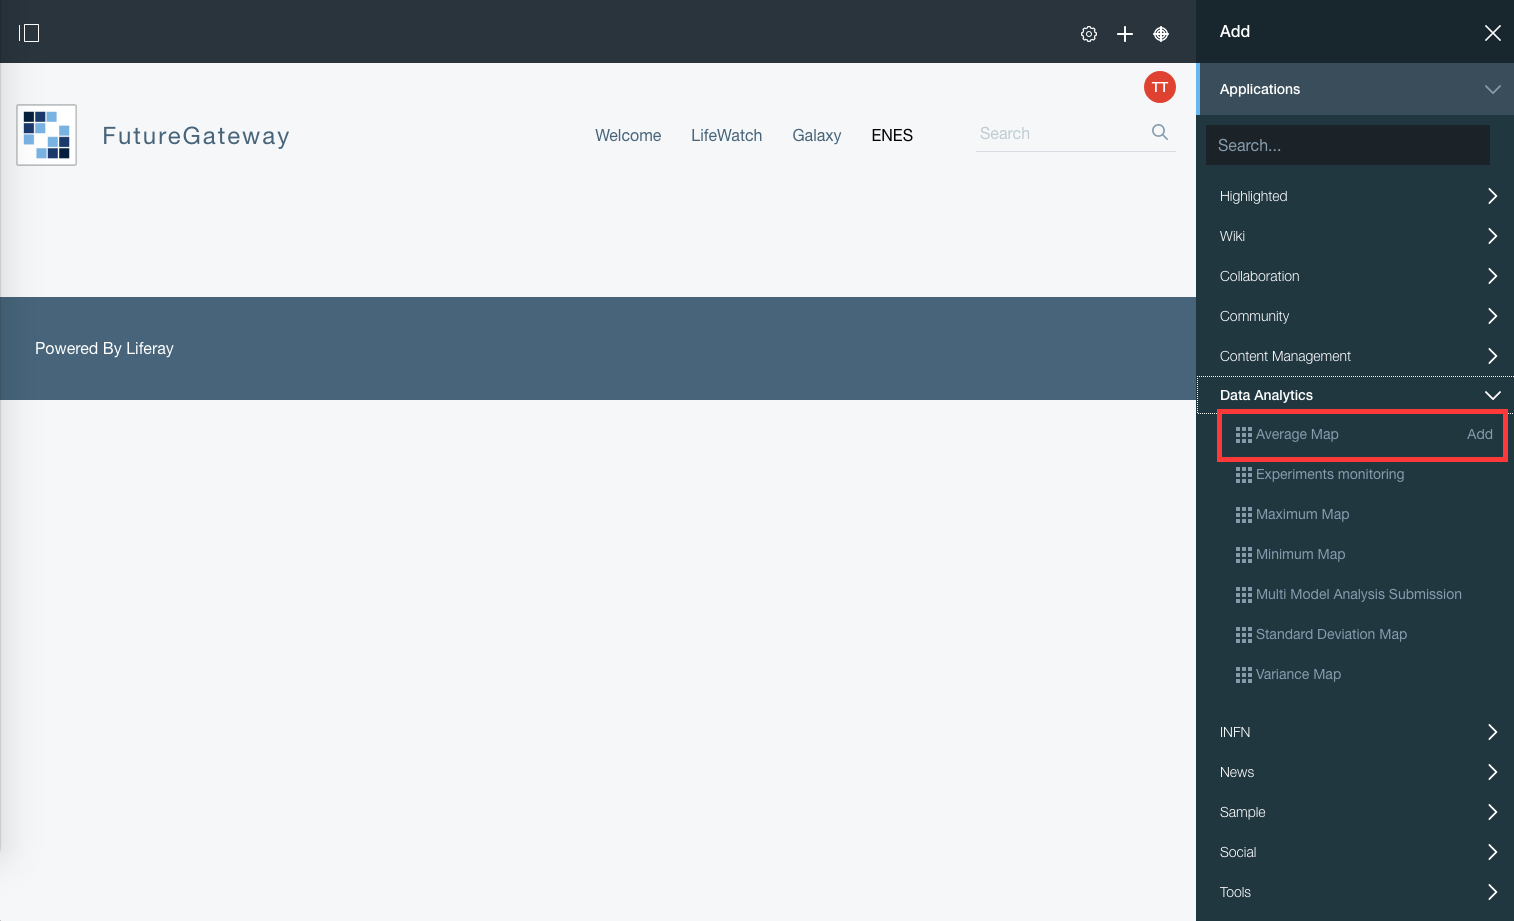 Add
Applications
TT
FutureGateway
Welcome LifeWatch Galaxy ENES Search
Search...
Highlighted
Wiki
Collaboration
Community
Powered By Liferay
Content Management
Data Analytics
Average Map Add
Experiments monitoring
Maximum Map
Minimum Map
Multi Model Analysis Submission
Standard Deviation Map
Variance Map
INFN
News
Sample
Social
Tools